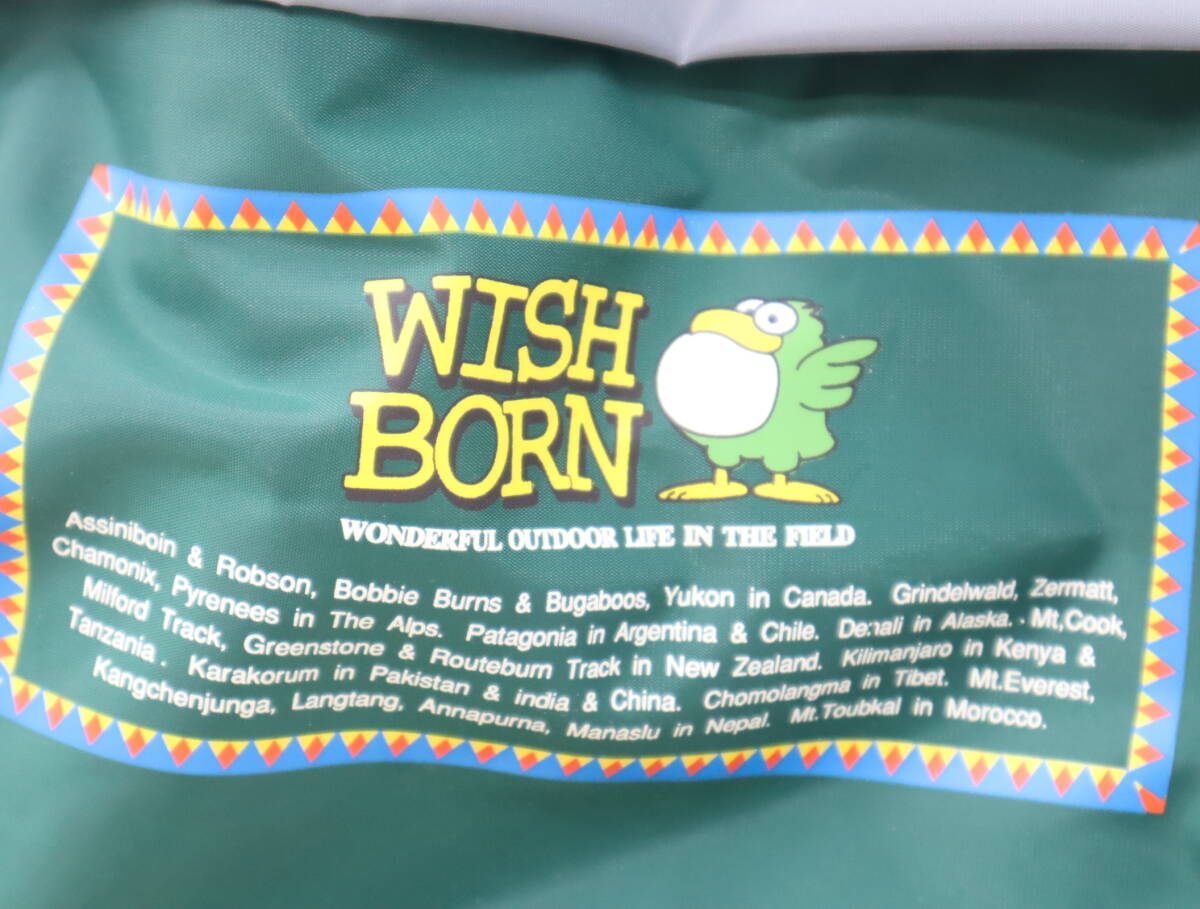 WISH
BORN
WONDERFUL OUTDOOR LIFE IN THE FIELD
Assiniboin & Robson, Bobbie Burns & Bugaboos, Yukon in Canada. Grindelwald, Zermatt,
Chamonix, Pyrenees in The Alps. Patagonia in Argentina & Chile. Denali in Alaska. Mt,Cook,
Milford Track, Greenstone & Routeburn Track in New Zealand. Kilimanjaro in Kenya &
Tanzania. Karakorum in Pakistan & india & China. Chomolangma in Tibet. Mt.Everest,
Kangchenjunga, Langtang, Annapurna, Manaslu in Nepal. Mt.Toubkal in Morocco.